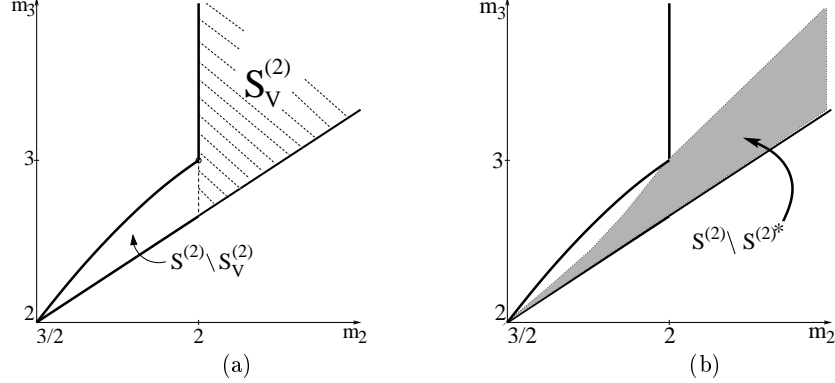 m₃
S_V^(2)
3
S^(2)\S_V^(2)
2
3/2
2
m₂
(a)
m₃
3
S^(2)\S^(2)*
2
3/2
2
m₂
(b)